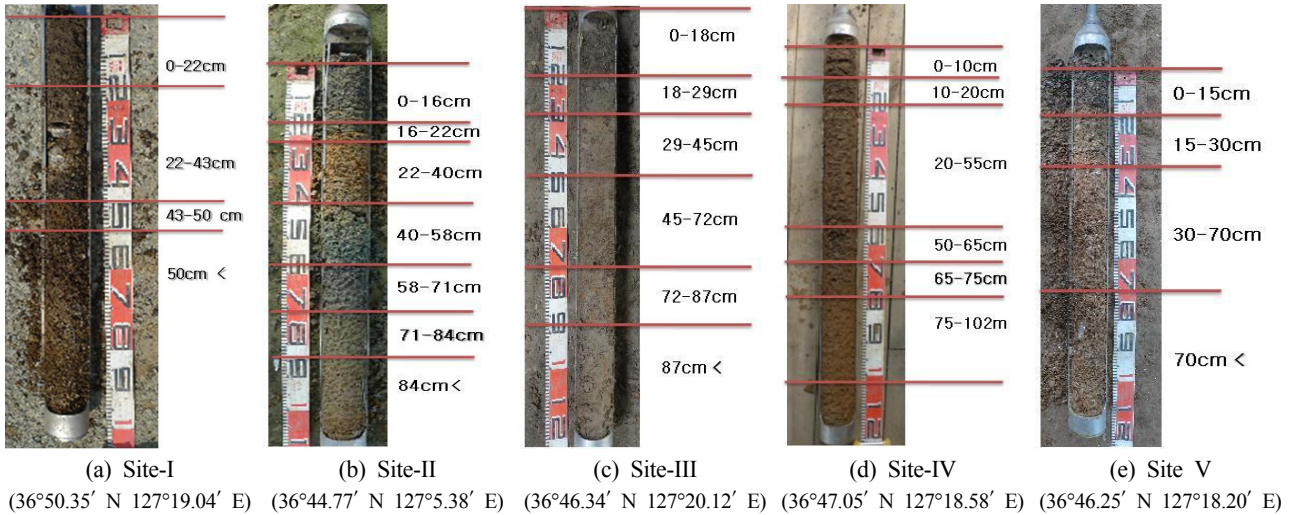 0-22cm
22-43cm
43-50 cm
50cm <
0-16cm
16-22cm
22-40cm
40-58cm
58-71cm
71-84cm
84cm<
0-18cm
18-29cm
29-45cm
45-72cm
72-87cm
87cm <
0-10cm
10-20cm
20-55cm
50-65cm
65-75cm
75-102m
0-15cm
15-30cm
30-70cm
70cm <
(a) Site-I
(36°50.35′ N 127°19.04′ E)
(b) Site-II
(36°44.77′ N 127°5.38′ E)
(c) Site-III
(36°46.34′ N 127°20.12′ E)
(d) Site-IV
(36°47.05′ N 127°18.58′ E)
(e) Site V
(36°46.25′ N 127°18.20′ E)